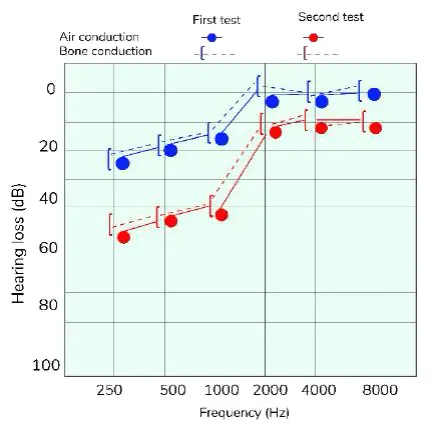 First test
Second test
Air conduction
Bone conduction
0
20
40
60
80
100
Hearing loss (dB)
250
500
1000
2000
4000
8000
Frequency (Hz)